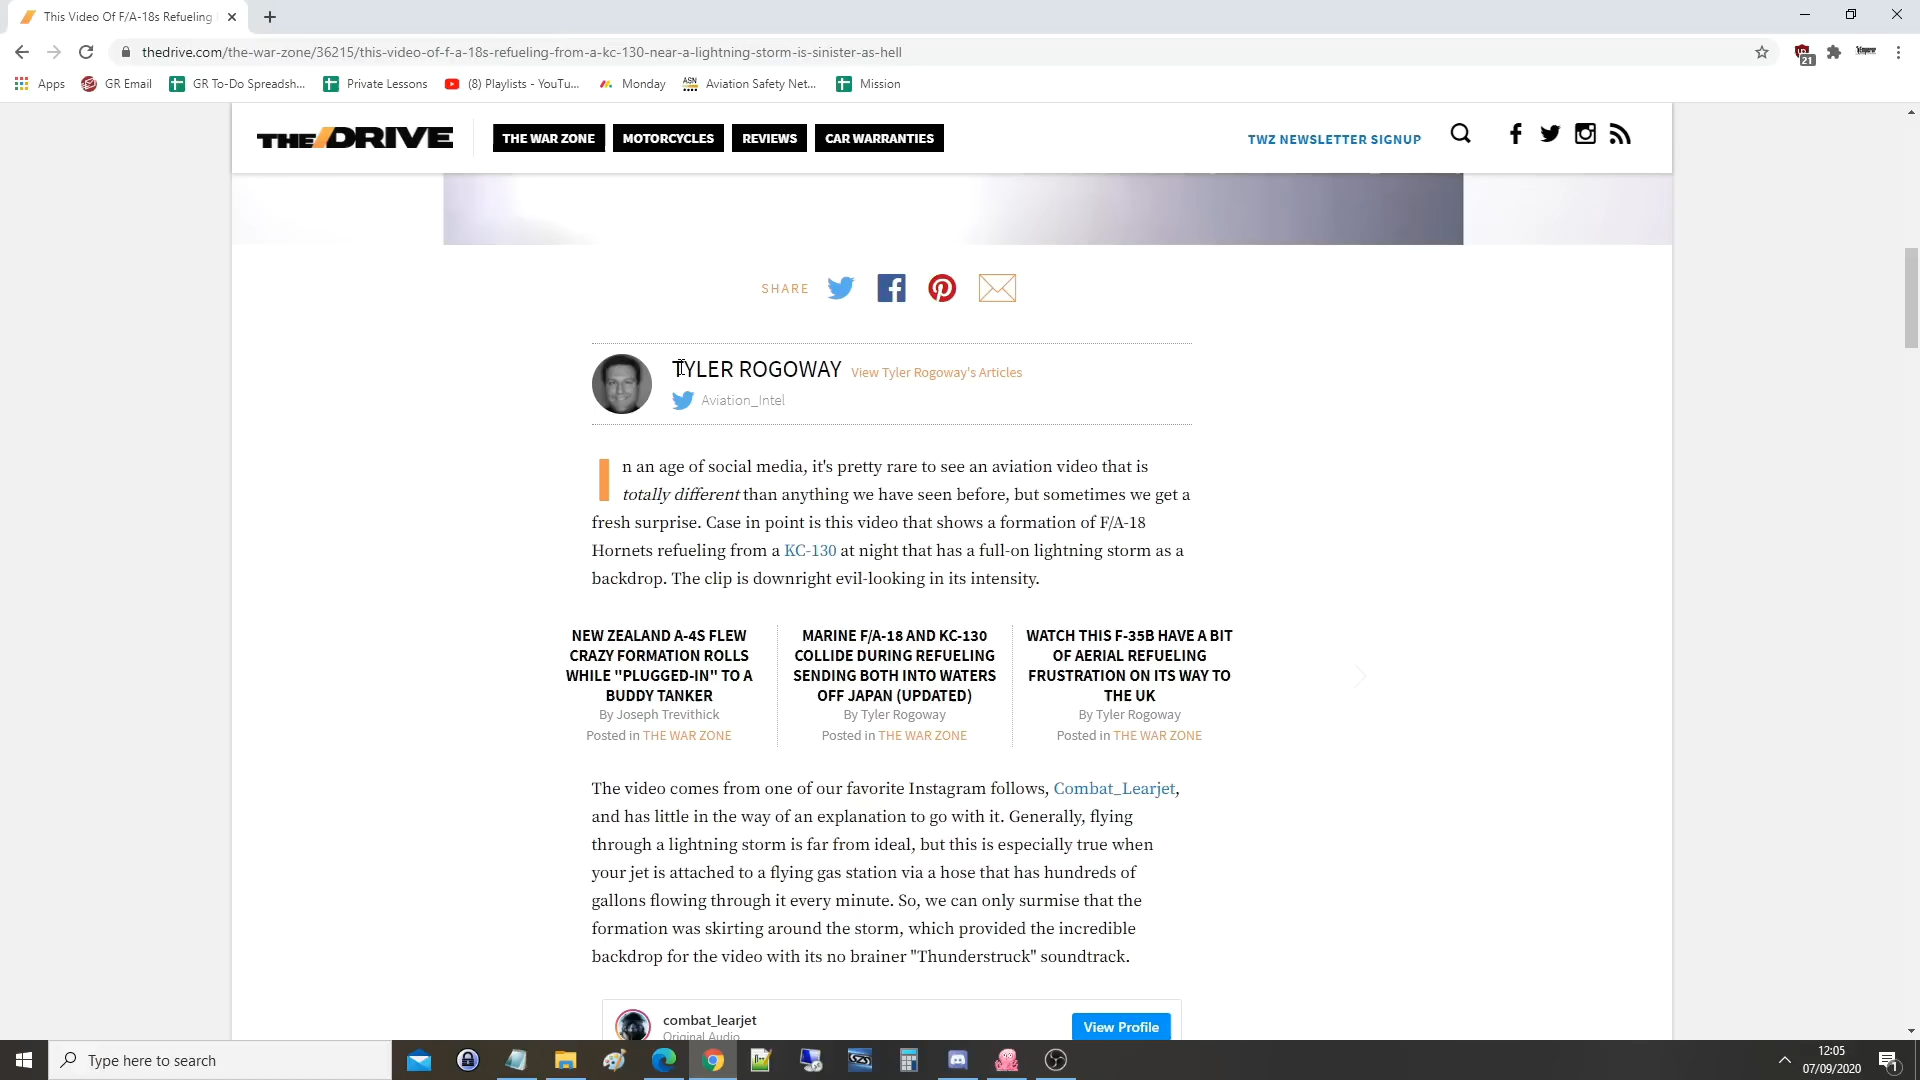 This Video Of F/A-18s Refueling
thedrive.com/the-war-zone/36215/this-video-of-f-a-18s-refueling-from-a-kc-130-near-a-lightning-storm-is-sinister-as-hell
21
Apps GR Email GR To-Do Spreadsh... Private Lessons (8) Playlists - YouTu... Monday ASN Aviation Safety Net... Mission
THE DRIVE THE WAR ZONE MOTORCYCLES REVIEWS CAR WARRANTIES TWZ NEWSLETTER SIGNUP
SHARE
TYLER ROGOWAY View Tyler Rogoway's Articles
Aviation_Intel
In an age of social media, it's pretty rare to see an aviation video that is
totally different than anything we have seen before, but sometimes we get a
fresh surprise. Case in point is this video that shows a formation of F/A-18
Hornets refueling from a KC-130 at night that has a full-on lightning storm as a
backdrop. The clip is downright evil-looking in its intensity.
NEW ZEALAND A-4S FLEW
CRAZY FORMATION ROLLS
WHILE "PLUGGED-IN" TO A
BUDDY TANKER
By Joseph Trevithick
Posted in THE WAR ZONE
MARINE F/A-18 AND KC-130
COLLIDE DURING REFUELING
SENDING BOTH INTO WATERS
OFF JAPAN (UPDATED)
By Tyler Rogoway
Posted in THE WAR ZONE
WATCH THIS F-35B HAVE A BIT
OF AERIAL REFUELING
FRUSTRATION ON ITS WAY TO
THE UK
By Tyler Rogoway
Posted in THE WAR ZONE
The video comes from one of our favorite Instagram follows, Combat_Learjet,
and has little in the way of an explanation to go with it. Generally, flying
through a lightning storm is far from ideal, but this is especially true when
your jet is attached to a flying gas station via a hose that has hundreds of
gallons flowing through it every minute. So, we can only surmise that the
formation was skirting around the storm, which provided the incredible
backdrop for the video with its no brainer "Thunderstruck" soundtrack.
combat_learjet
Original Audio
View Profile
Type here to search
12:05
07/09/2020
1